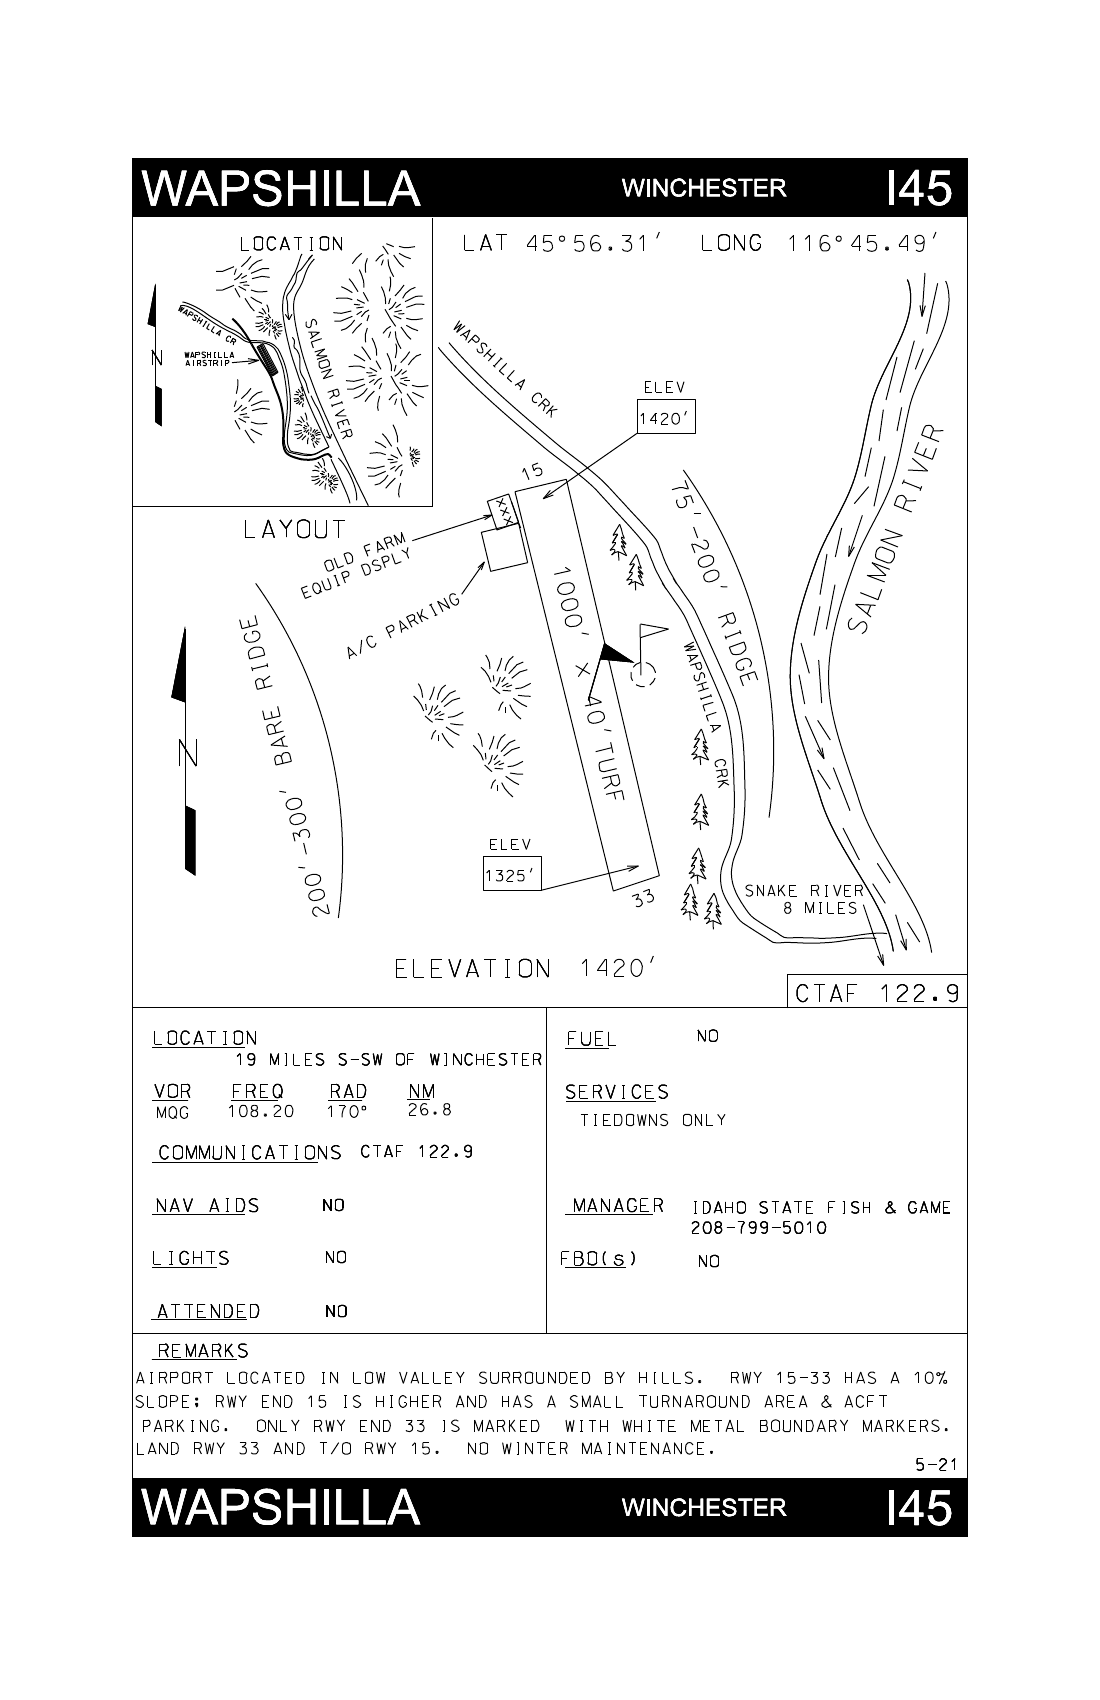 WAPSHILLA WINCHESTER I45
LOCATION
WAPSHILLA CR
WAPSHILLA
AIRSTRIP
N
SALMON RIVER
LAT 45°56.31' LONG 116°45.49'
WAPSHILLA CRK
ELEV
1420'
15
SALMON RIVER
75'-200' RIDGE
LAYOUT
OLD FARM
EQUIP DSPLY
XXX
A/C PARKING
1000' X 40' TURF
200'-300' BARE RIDGE
N
WAPSHILLA CRK
ELEV
1325'
33
SNAKE RIVER
8 MILES
ELEVATION 1420'
CTAF 122.9
LOCATION
19 MILES S-SW OF WINCHESTER
VOR FREQ RAD NM
MQG 108.20 170° 26.8
COMMUNICATIONS CTAF 122.9
NAV AIDS NO
LIGHTS NO
ATTENDED NO
FUEL NO
SERVICES
TIEDOWNS ONLY
MANAGER IDAHO STATE FISH & GAME
208-799-5010
FBO(s) NO
REMARKS
AIRPORT LOCATED IN LOW VALLEY SURROUNDED BY HILLS. RWY 15-33 HAS A 10%
SLOPE; RWY END 15 IS HIGHER AND HAS A SMALL TURNAROUND AREA & ACFT
PARKING. ONLY RWY END 33 IS MARKED WITH WHITE METAL BOUNDARY MARKERS.
LAND RWY 33 AND T/O RWY 15. NO WINTER MAINTENANCE.
5-21
WAPSHILLA WINCHESTER I45